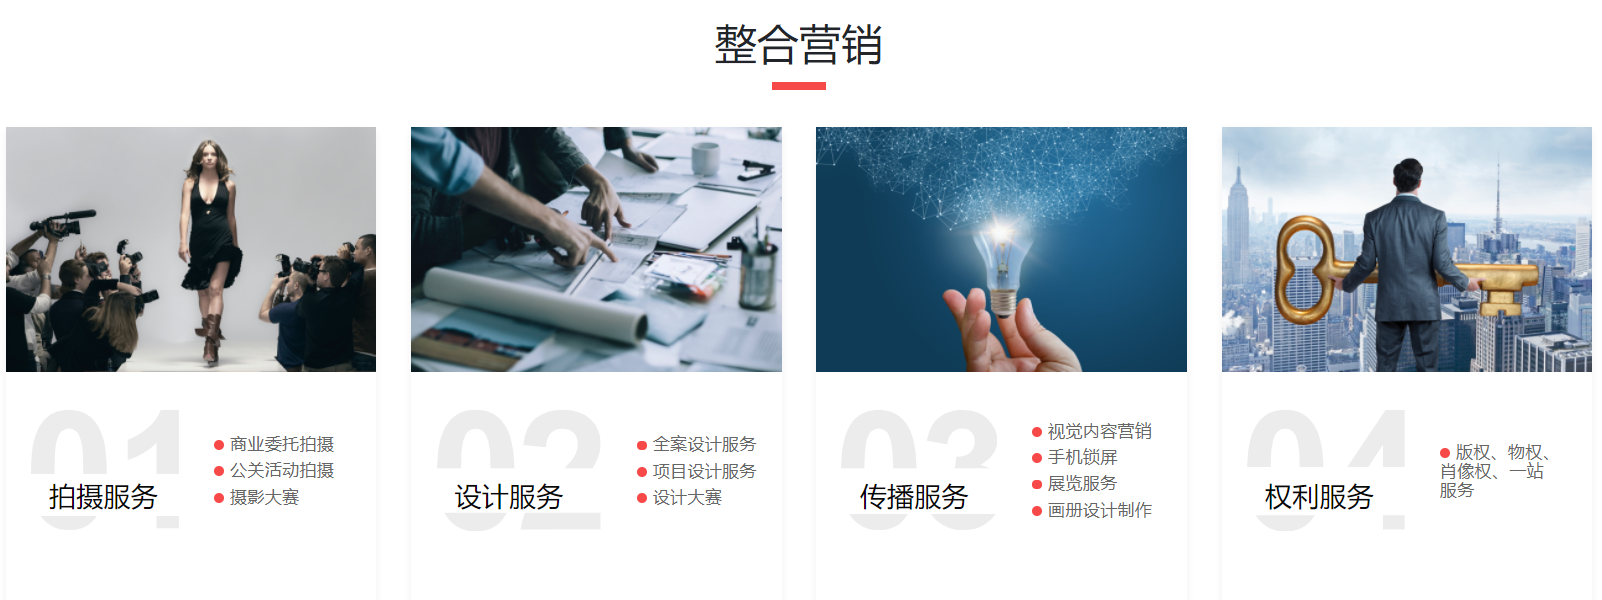 整合营销
01
拍摄服务
商业委托拍摄
公关活动拍摄
摄影大赛
02
设计服务
全案设计服务
项目设计服务
设计大赛
03
传播服务
视觉内容营销
手机锁屏
展览服务
画册设计制作
04
权利服务
版权、物权、
肖像权、一站
服务